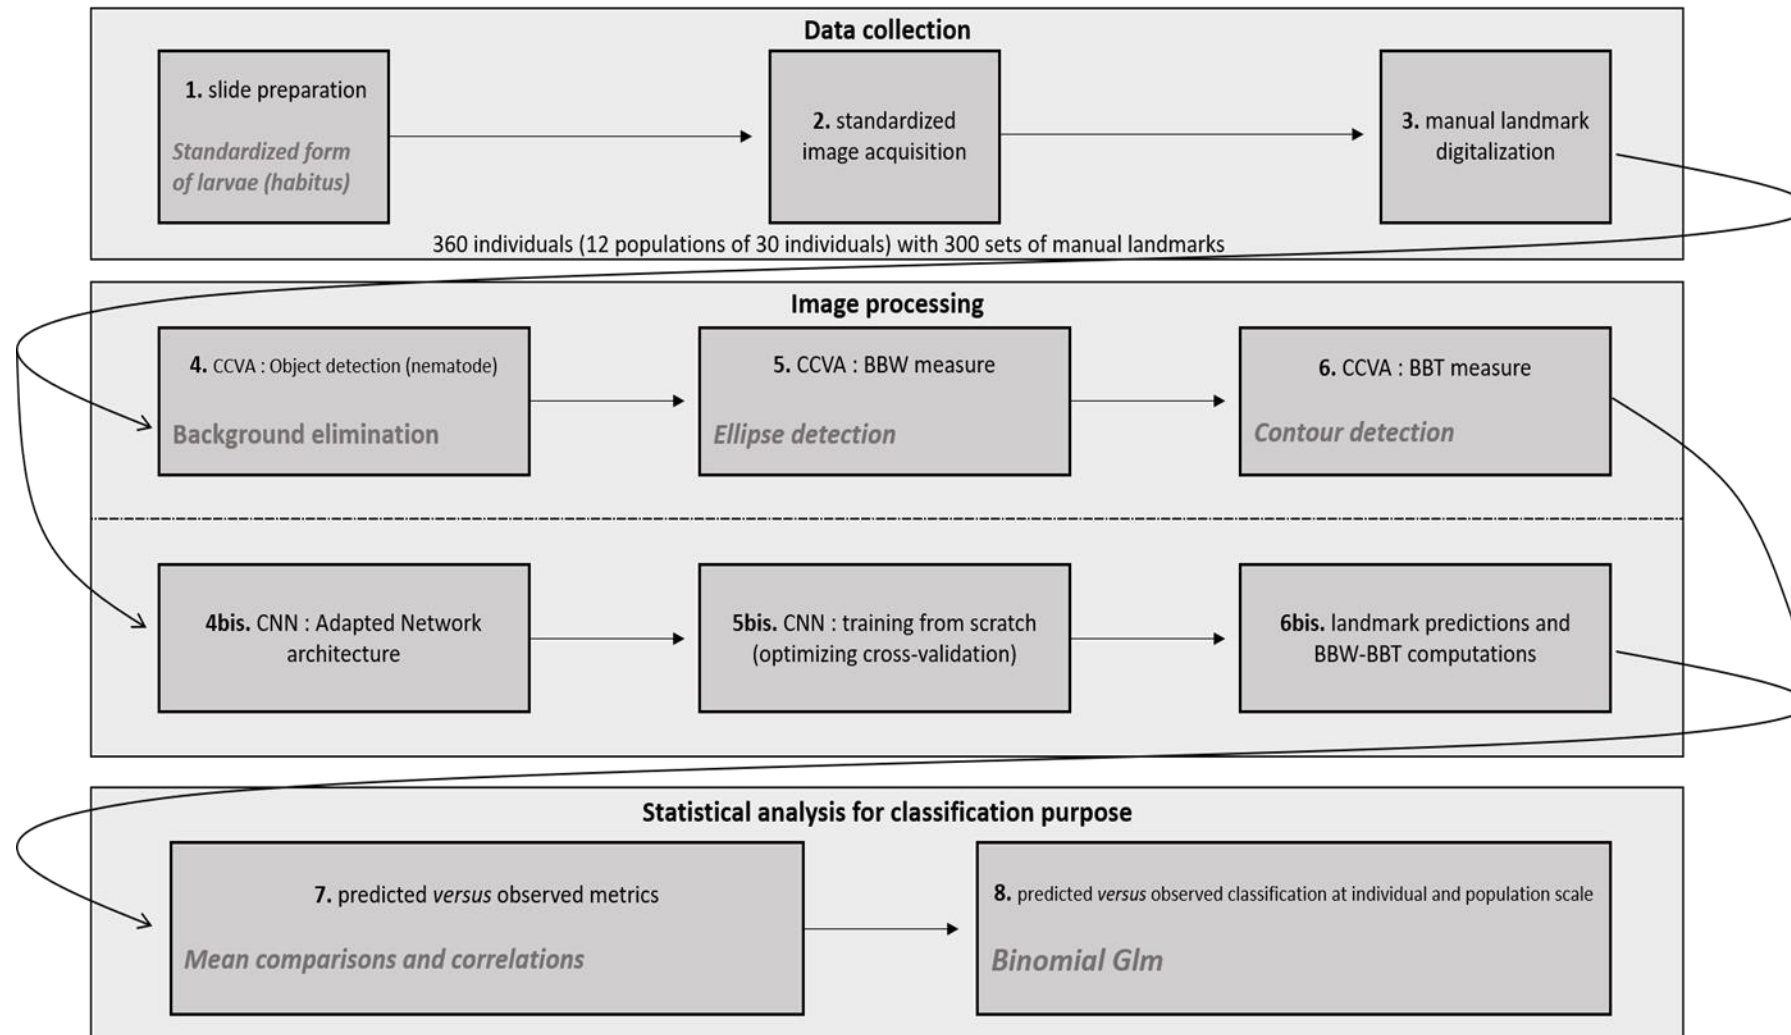 Data collection
1. slide preparation
Standardized form
of larvae (habitus)
2. standardized
image acquisition
3. manual landmark
digitalization
360 individuals (12 populations of 30 individuals) with 300 sets of manual landmarks
Image processing
4. CCVA : Object detection (nematode)
Background elimination
5. CCVA : BBW measure
Ellipse detection
6. CCVA : BBT measure
Contour detection
4bis. CNN : Adapted Network
architecture
5bis. CNN : training from scratch
(optimizing cross-validation)
6bis. landmark predictions and
BBW-BBT computations
Statistical analysis for classification purpose
7. predicted versus observed metrics
Mean comparisons and correlations
8. predicted versus observed classification at individual and population scale
Binomial Glm